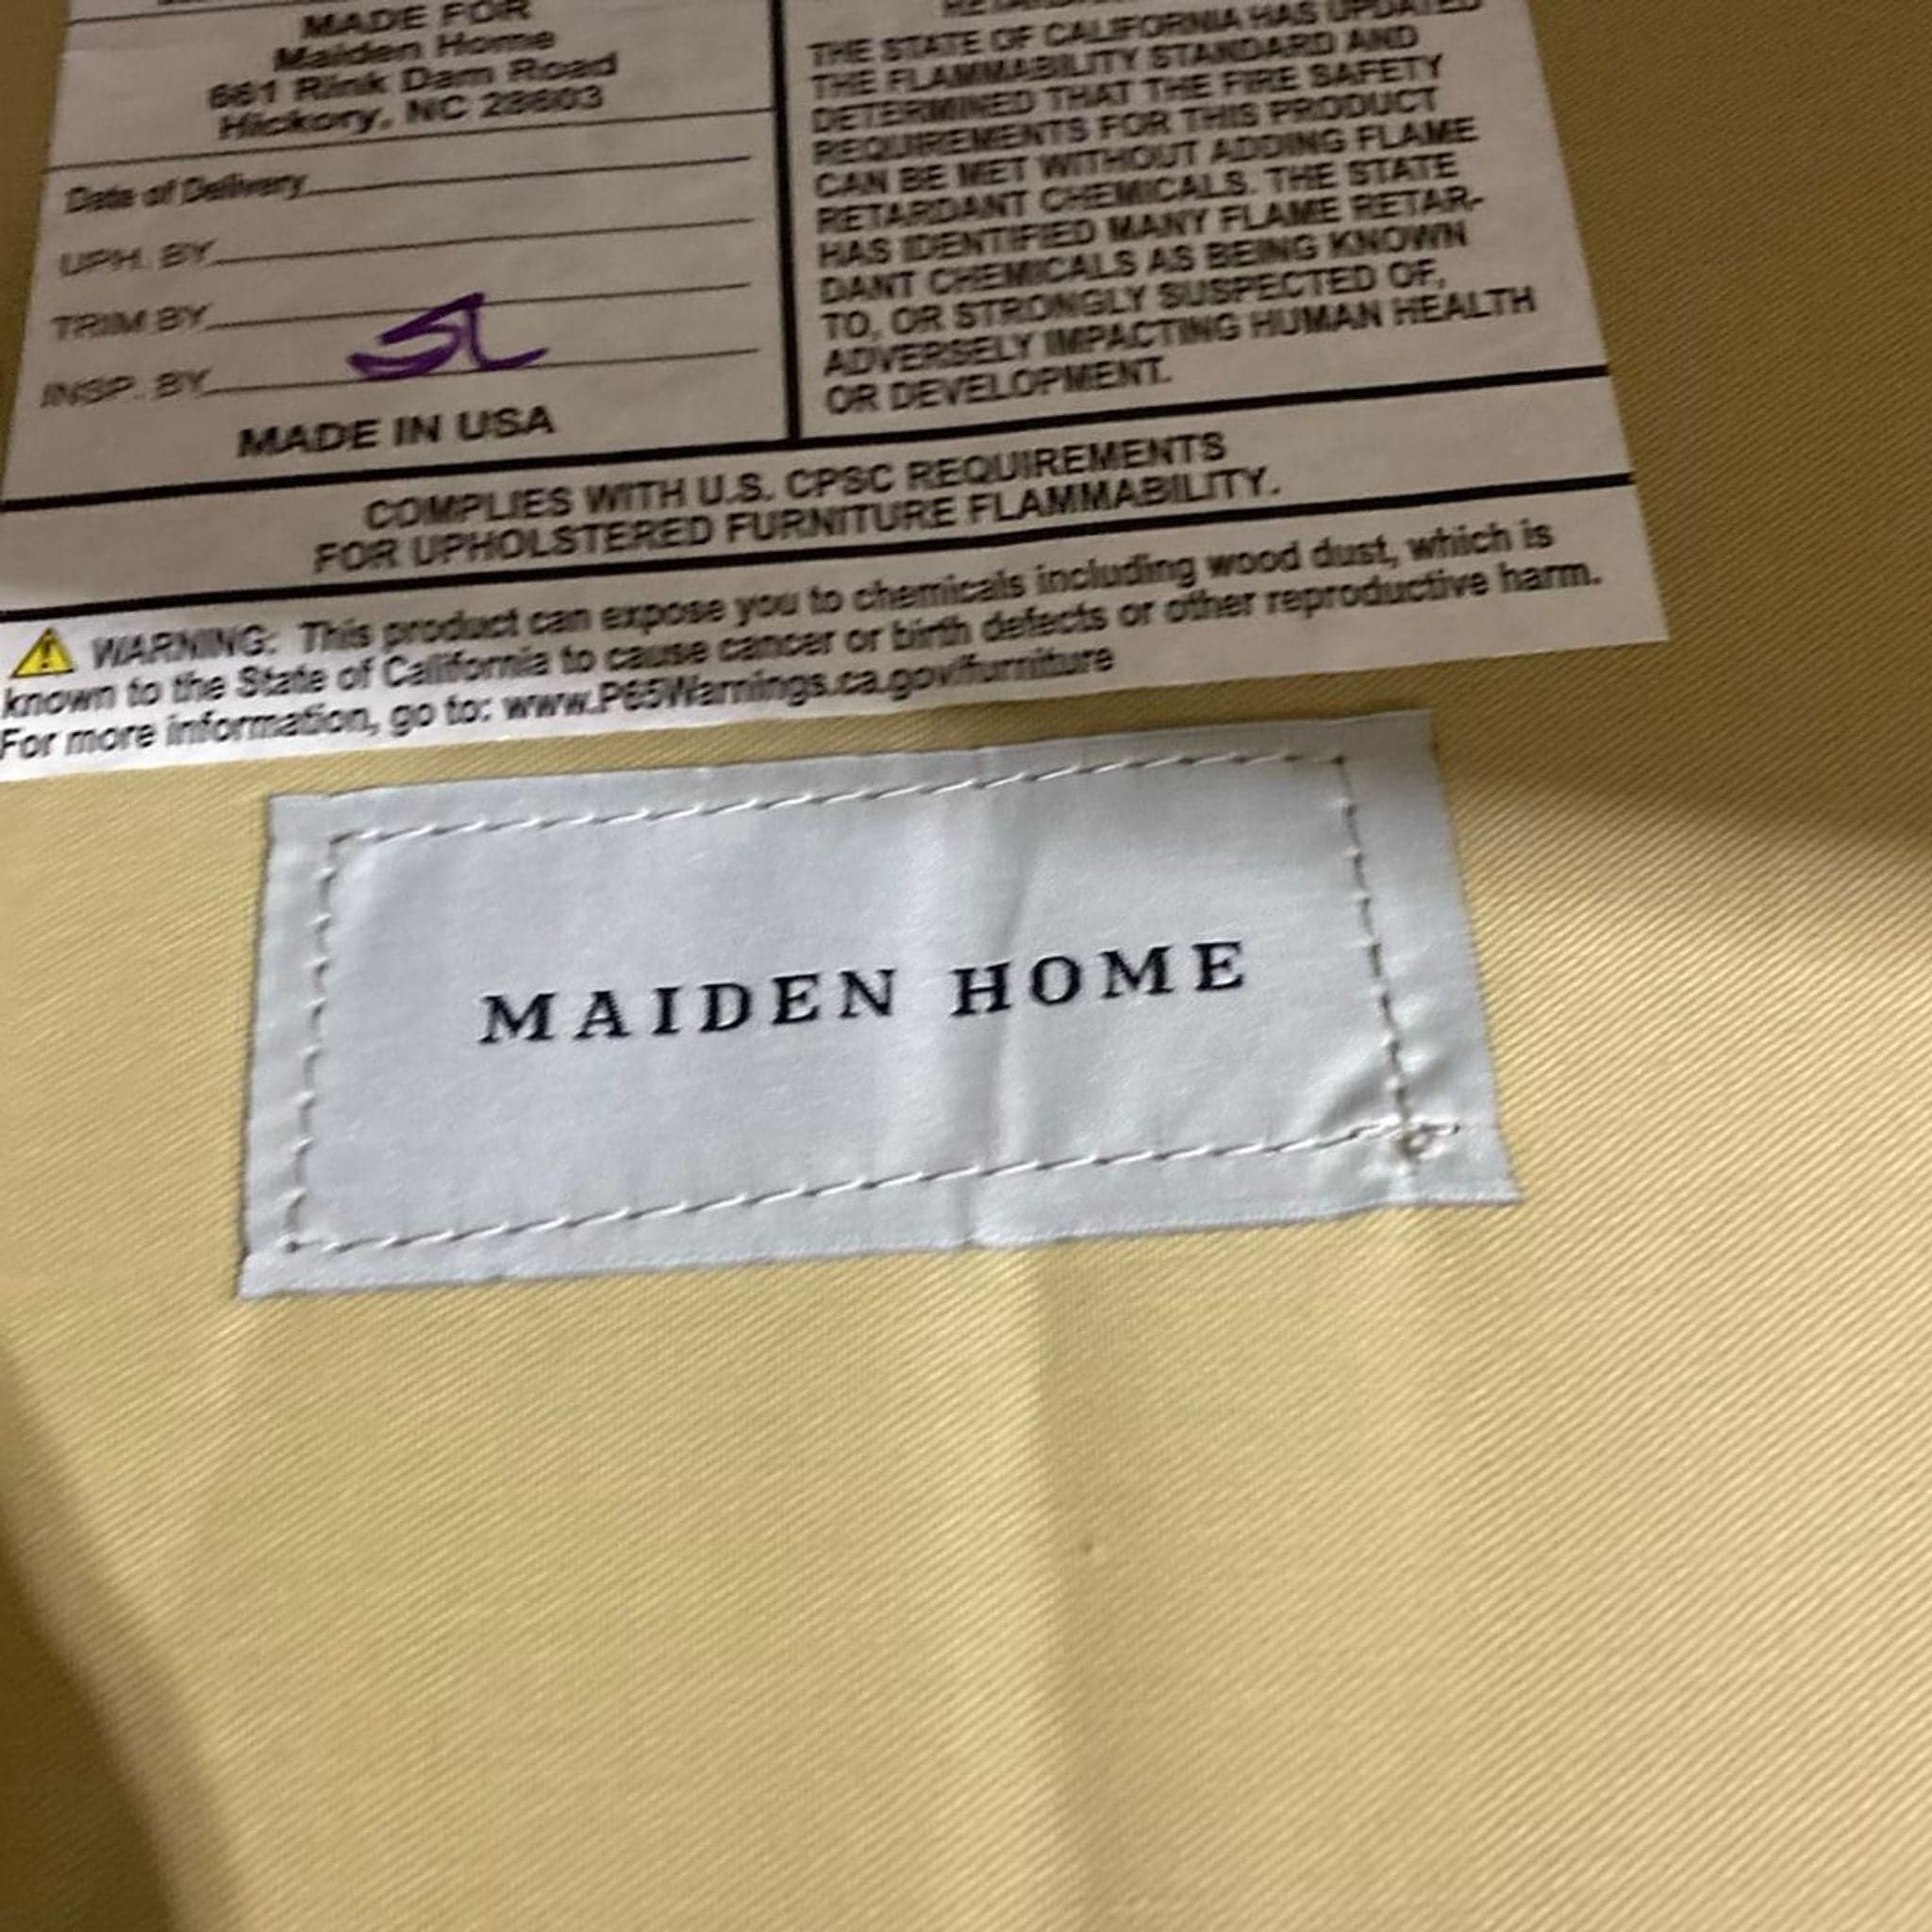 MADE FOR
Maiden Home
661 Rink Dam Road
Hickory, NC 28603
Date of Delivery
UPH. BY
TRIM BY
INSP. BY SL
MADE IN USA
THE STATE OF CALIFORNIA HAS UPDATED
THE FLAMMABILITY STANDARD AND
DETERMINED THAT THE FIRE SAFETY
REQUIREMENTS FOR THIS PRODUCT
CAN BE MET WITHOUT ADDING FLAME
RETARDANT CHEMICALS. THE STATE
HAS IDENTIFIED MANY FLAME RETAR-
DANT CHEMICALS AS BEING KNOWN
TO, OR STRONGLY SUSPECTED OF,
ADVERSELY IMPACTING HUMAN HEALTH
OR DEVELOPMENT.
COMPLIES WITH U.S. CPSC REQUIREMENTS
FOR UPHOLSTERED FURNITURE FLAMMABILITY.
WARNING: This product can expose you to chemicals including wood dust, which is
known to the State of California to cause cancer or birth defects or other reproductive harm.
For more information, go to: www.P65Warnings.ca.gov/furniture
MAIDEN HOME